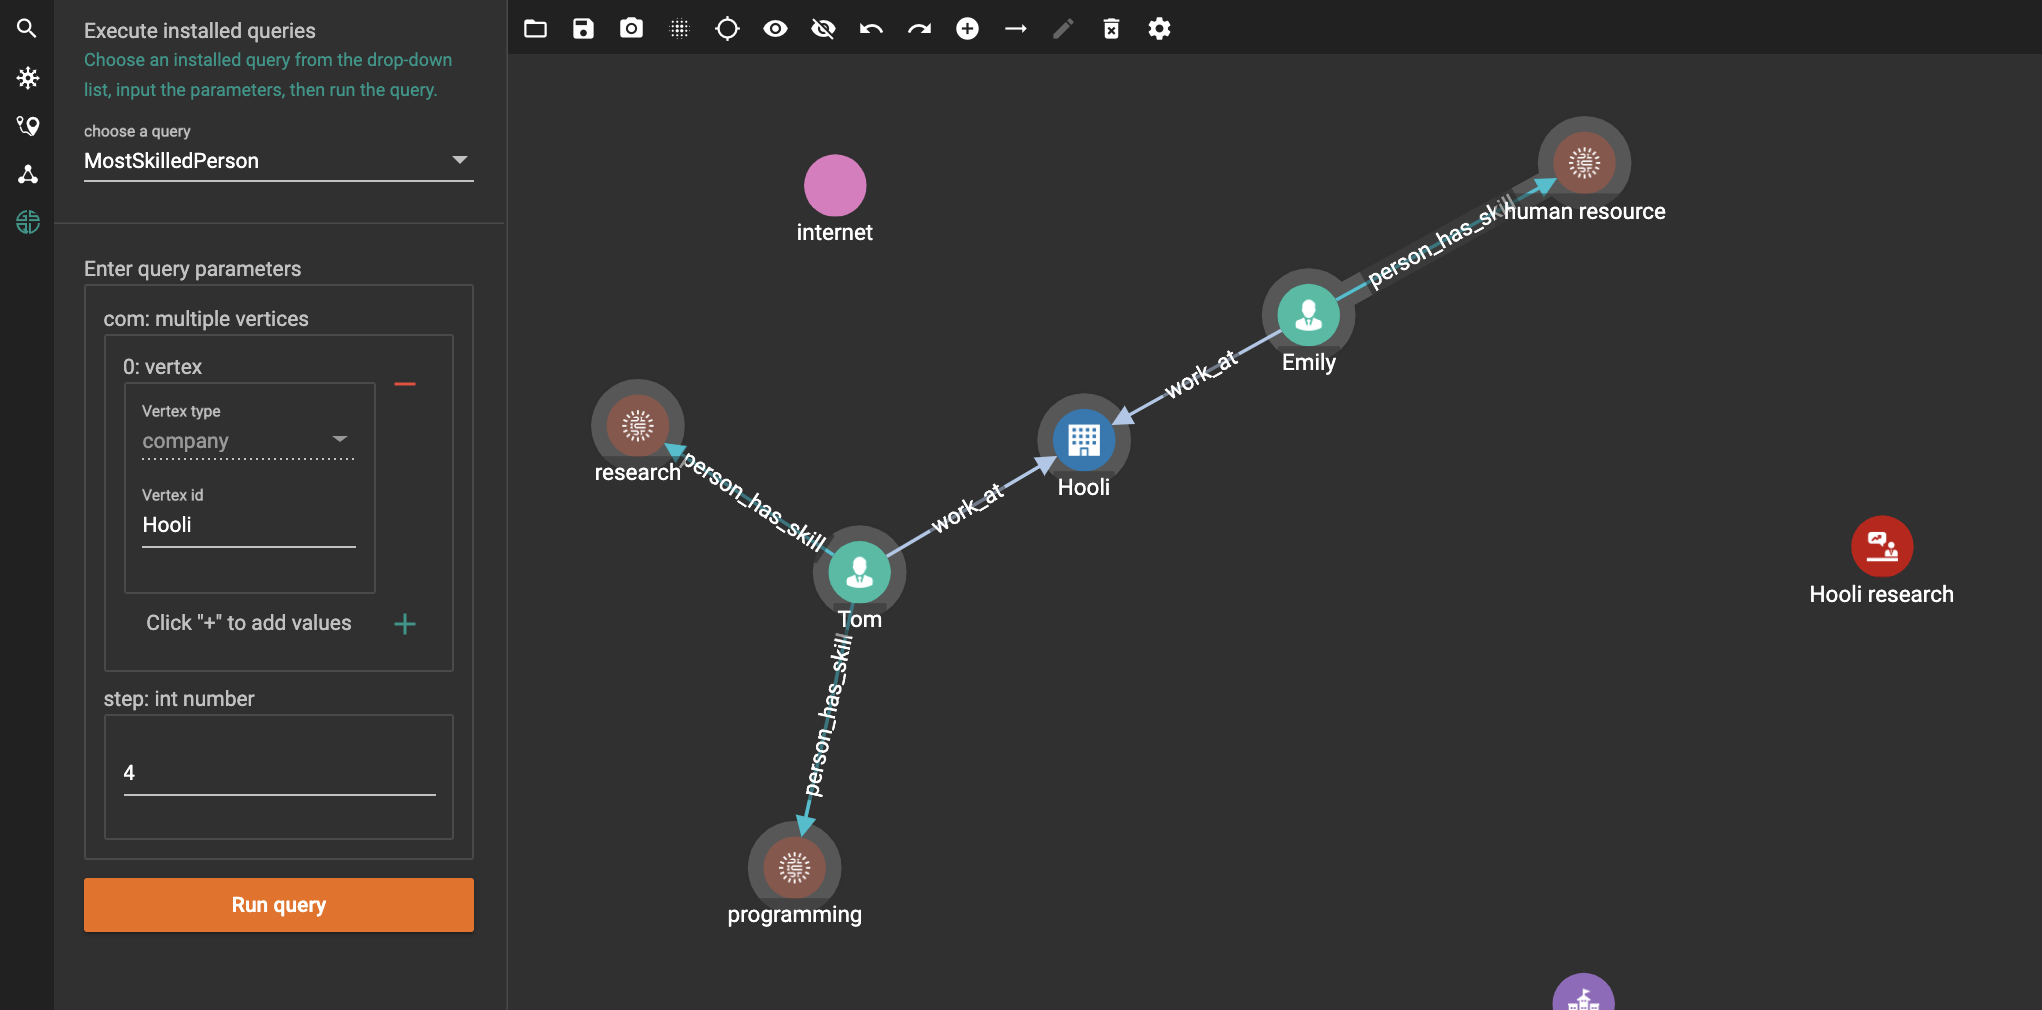 Execute installed queries
Choose an installed query from the drop-down
list, input the parameters, then run the query.
choose a query
MostSkilledPerson
Enter query parameters
com: multiple vertices
0: vertex
Vertex type
company
Vertex id
Hooli
Click "+" to add values
step: int number
4
Run query
internet
human resource
person_has_skill
Emily
work_at
research
person_has_skill
Hooli
work_at
Tom
Hooli research
person_has_skill
programming